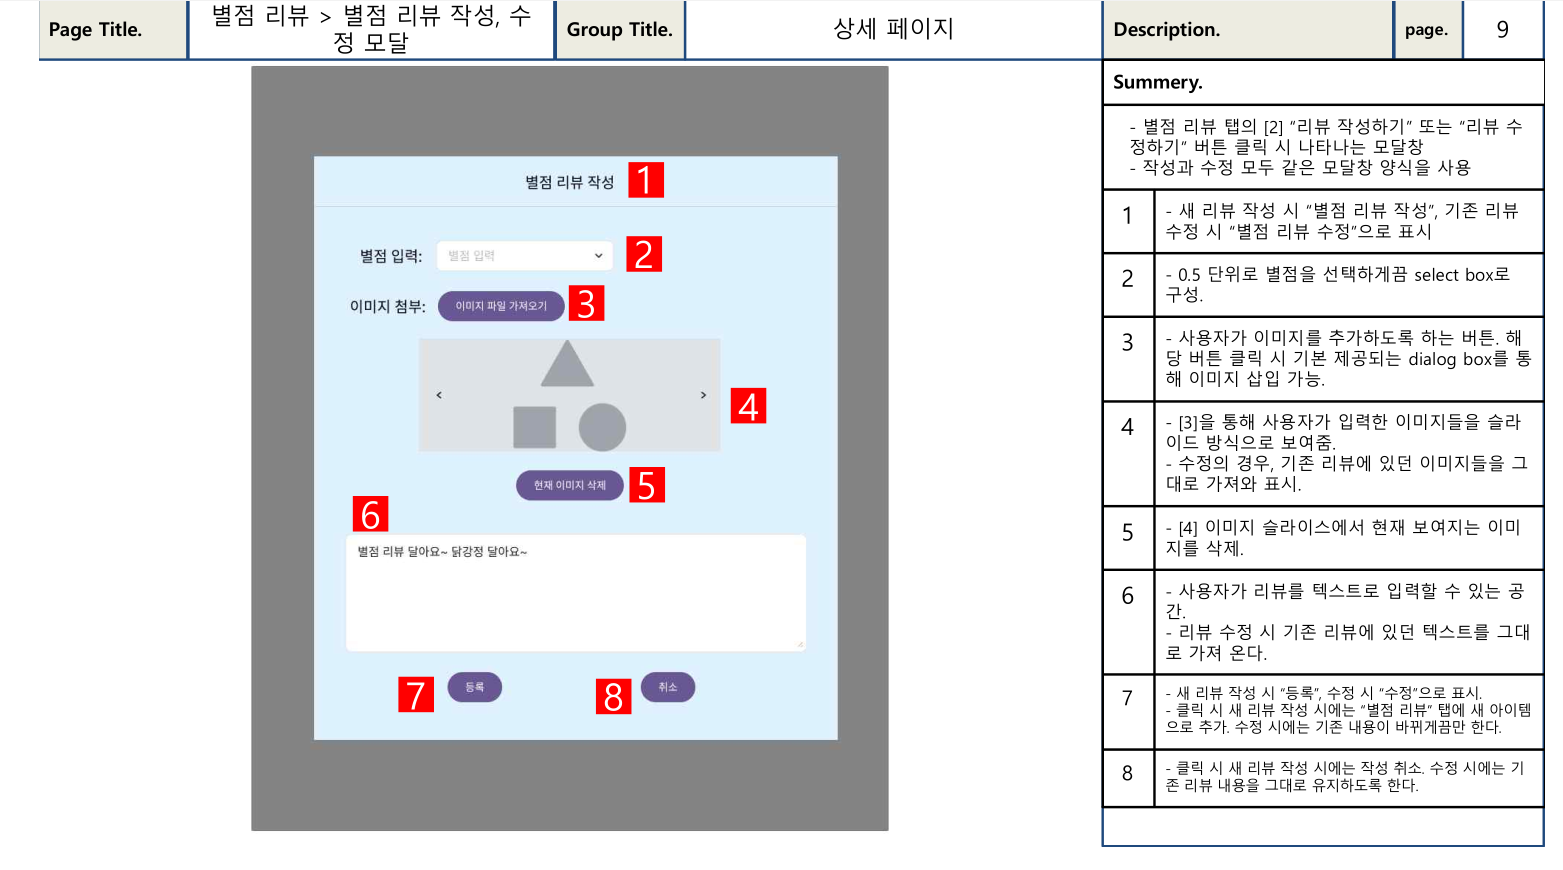 Page Title.
별점 리뷰 > 별점 리뷰 작성, 수
정 모달
Group Title.
상세 페이지
Description.
page.
9
별점 리뷰 작성
1
별점 입력:
별점 입력
2
이미지 첨부:
이미지 파일 가져오기
3
<
>
4
현재 이미지 삭제
5
6
별점 리뷰 달아요~ 닭강정 달아요~
7
등록
8
취소
Summery.
- 별점 리뷰 탭의 [2] “리뷰 작성하기” 또는 “리뷰 수
정하기” 버튼 클릭 시 나타나는 모달창
- 작성과 수정 모두 같은 모달창 양식을 사용
1
- 새 리뷰 작성 시 “별점 리뷰 작성”, 기존 리뷰
수정 시 “별점 리뷰 수정”으로 표시
2
- 0.5 단위로 별점을 선택하게끔 select box로
구성.
3
- 사용자가 이미지를 추가하도록 하는 버튼. 해
당 버튼 클릭 시 기본 제공되는 dialog box를 통
해 이미지 삽입 가능.
4
- [3]을 통해 사용자가 입력한 이미지들을 슬라
이드 방식으로 보여줌.
- 수정의 경우, 기존 리뷰에 있던 이미지들을 그
대로 가져와 표시.
5
- [4] 이미지 슬라이스에서 현재 보여지는 이미
지를 삭제.
6
- 사용자가 리뷰를 텍스트로 입력할 수 있는 공
간.
- 리뷰 수정 시 기존 리뷰에 있던 텍스트를 그대
로 가져 온다.
7
- 새 리뷰 작성 시 “등록”, 수정 시 “수정”으로 표시.
- 클릭 시 새 리뷰 작성 시에는 “별점 리뷰” 탭에 새 아이템
으로 추가. 수정 시에는 기존 내용이 바뀌게끔만 한다.
8
- 클릭 시 새 리뷰 작성 시에는 작성 취소. 수정 시에는 기
존 리뷰 내용을 그대로 유지하도록 한다.